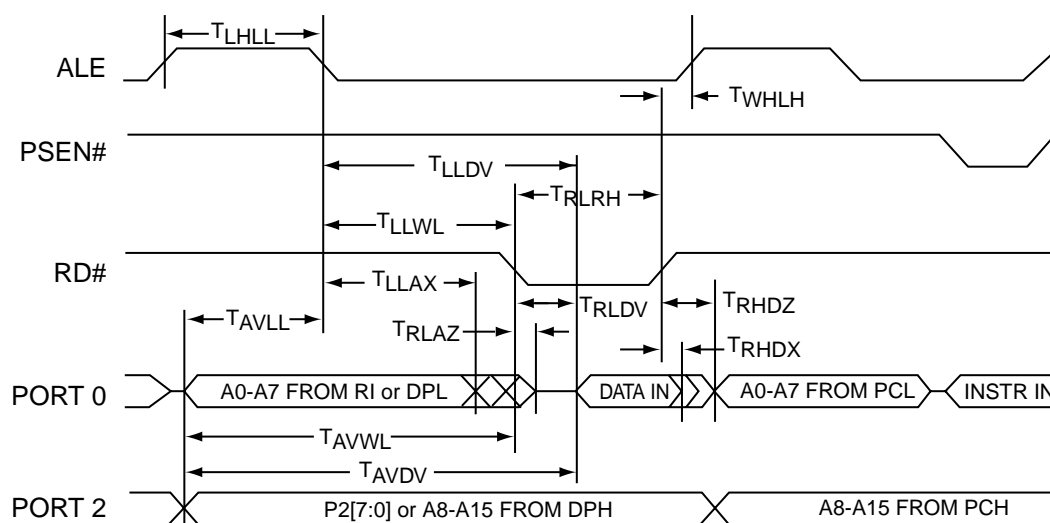 TLHLL
ALE
TWHLH
PSEN#
TLLDV
TRLRH
TLLWL
RD#
TLLAX
TAVLL
TRLDV
TRHDZ
TRLAZ
TRHDX
PORT 0
A0-A7 FROM RI or DPL
DATA IN
A0-A7 FROM PCL
INSTR IN
TAVWL
TAVDV
PORT 2
P2[7:0] or A8-A15 FROM DPH
A8-A15 FROM PCH